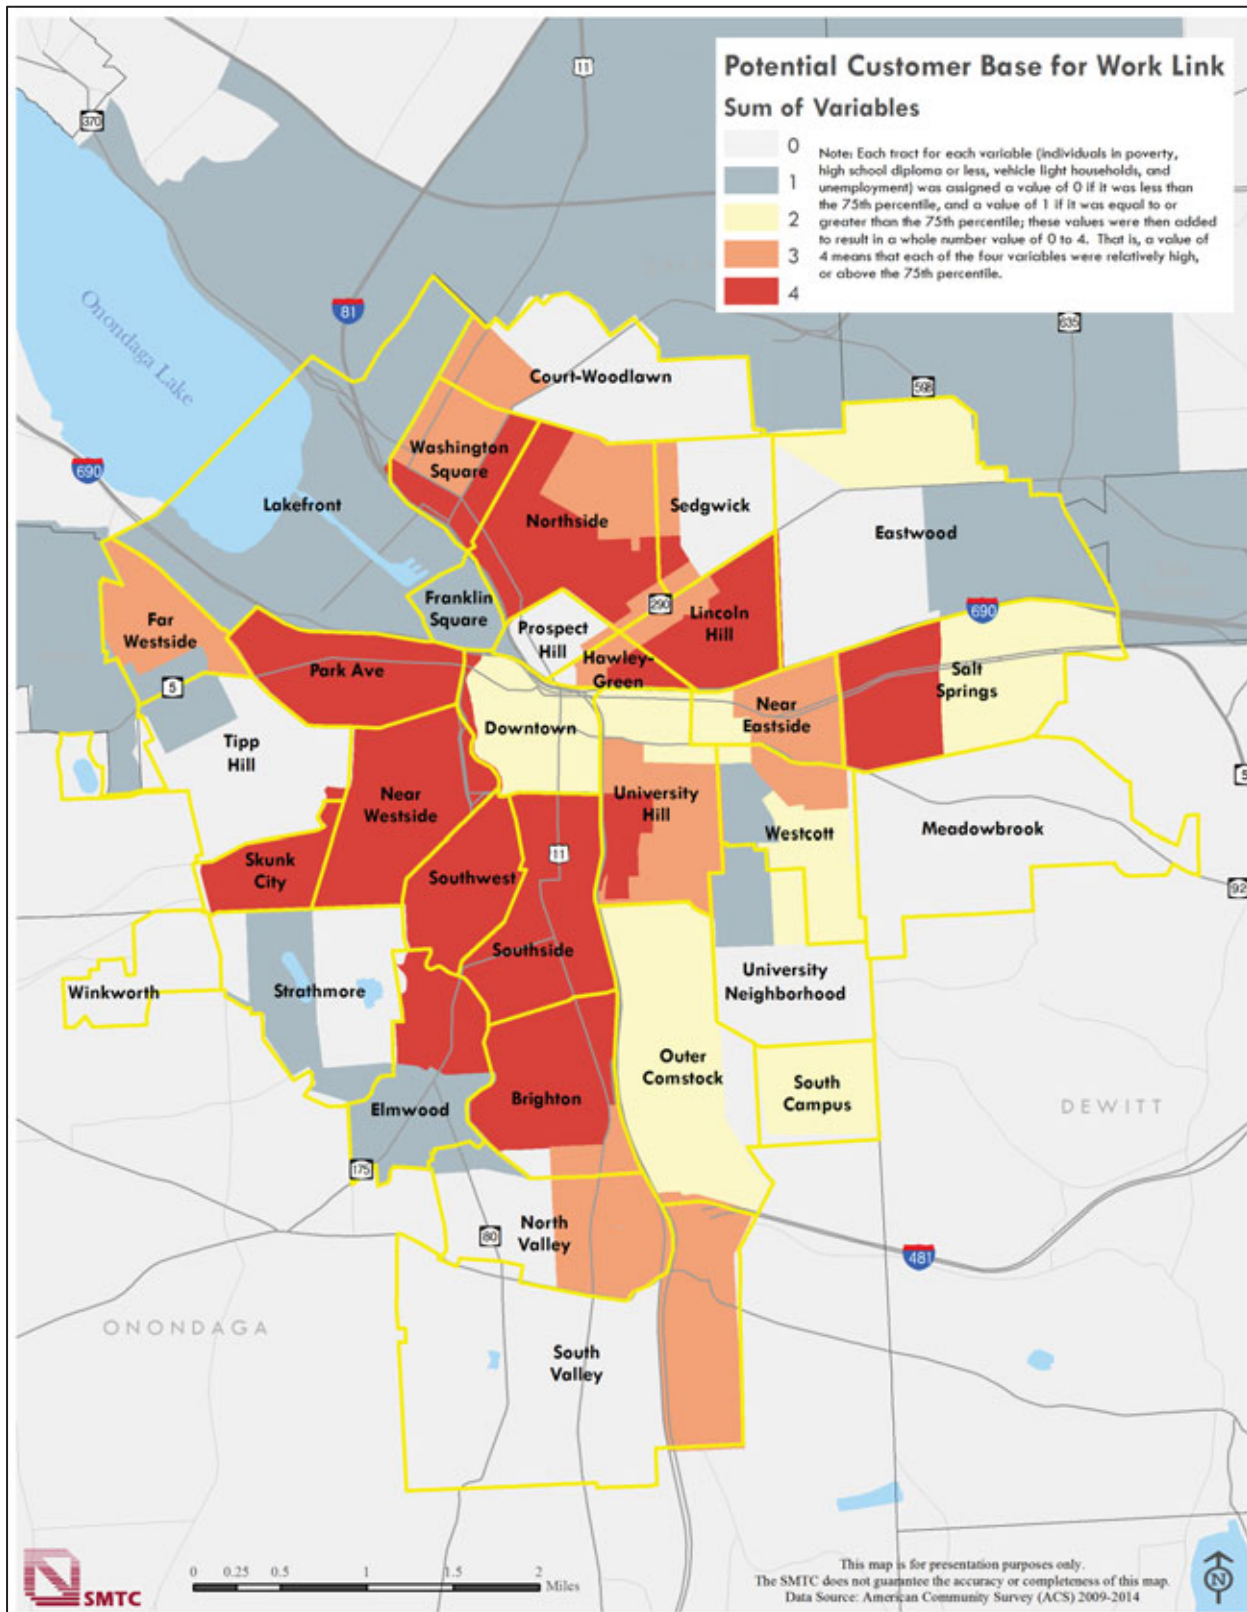 Potential Customer Base for Work Link
Sum of Variables
0
1
2
3
4
Note: Each tract for each variable (individuals in poverty,
high school diploma or less, vehicle light households, and
unemployment) was assigned a value of 0 if it was less than
the 75th percentile, and a value of 1 if it was equal to or
greater than the 75th percentile; these values were then added
to result in a whole number value of 0 to 4. That is, a value of
4 means that each of the four variables were relatively high,
or above the 75th percentile.
11
370
81
635
Onondaga Lake
Court-Woodlawn
598
690
Washington
Square
Lakefront
Northside
Sedgwick
Eastwood
Franklin
Square
290
690
Far
Westside
Prospect
Hill
Lincoln
Hill
Park Ave
Hawley-
Green
Salt
Springs
5
Downtown
Near
Eastside
Tipp
Hill
5
Near
Westside
University
Hill
Westcott
Meadowbrook
11
Skunk
City
Southwest
92
Southside
Winkworth
Strathmore
University
Neighborhood
Outer
Comstock
South
Campus
Elmwood
Brighton
DEWITT
175
North
Valley
80
481
ONONDAGA
South
Valley
SMTC
0 0.25 0.5 1 1.5 2
Miles
This map is for presentation purposes only.
The SMTC does not guarantee the accuracy or completeness of this map.
Data Source: American Community Survey (ACS) 2009-2014
N